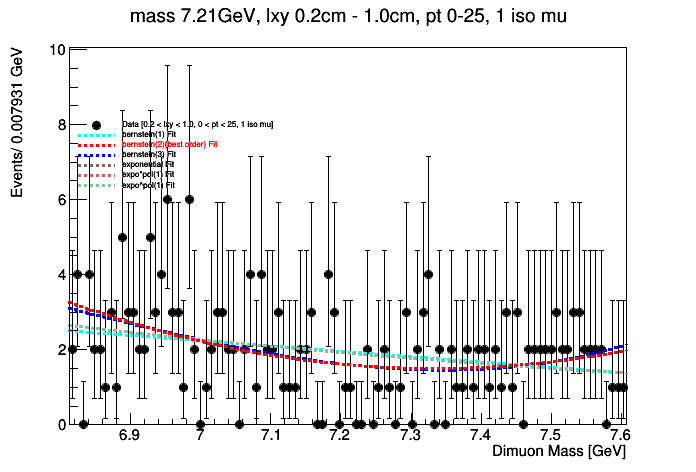 mass 7.21GeV, lxy 0.2cm - 1.0cm, pt 0-25, 1 iso mu
Events/ 0.007931 GeV
10
8
6
4
2
0
Data [0.2 < lxy < 1.0, 0 < pt < 25, 1 iso mu]
bernstein(1) Fit
bernstein(2)(best order) Fit
bernstein(3) Fit
exponential Fit
expo*pol(1) Fit
expo^pol(1) Fit
6.9 7 7.1 7.2 7.3 7.4 7.5 7.6
Dimuon Mass [GeV]